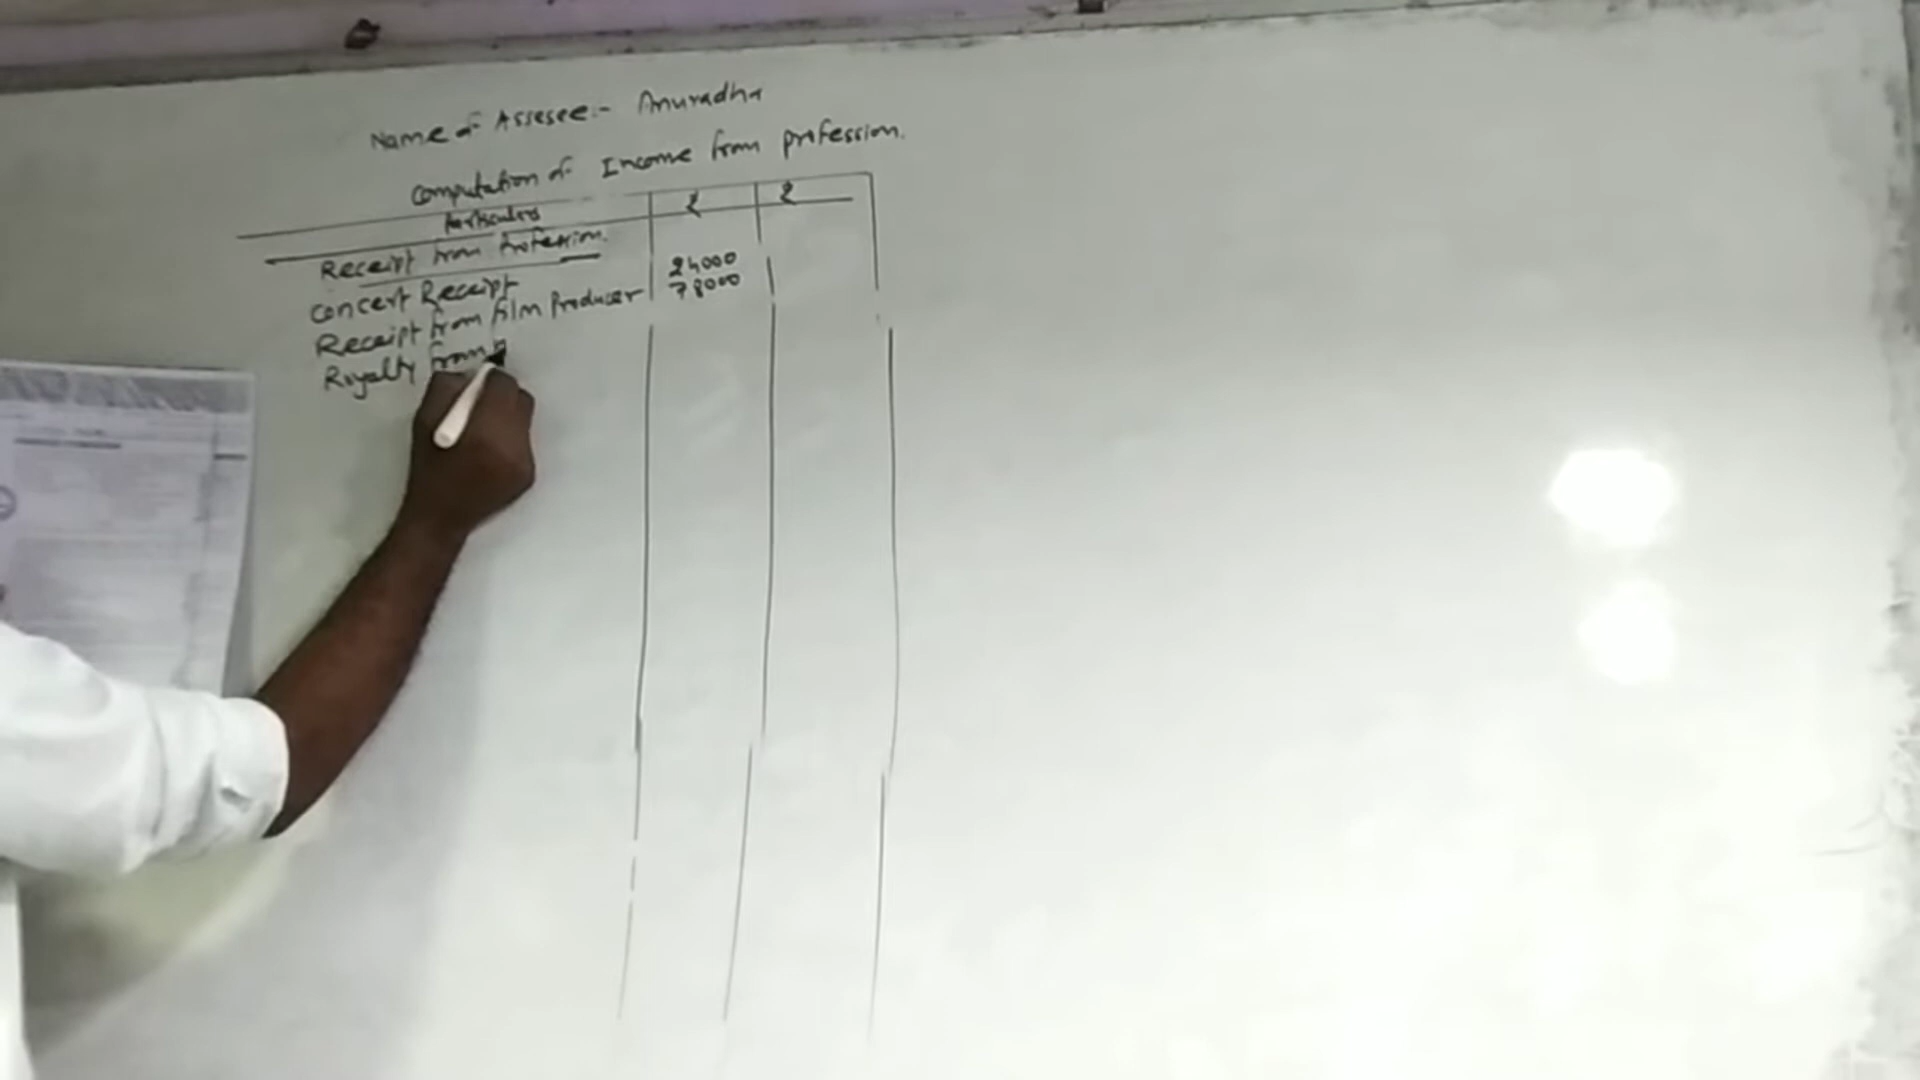 Name of Assesee:- Anuradha
Computation of Income from profession.
Particulars ₹ ₹
Receipt from Profession.
Concert Receipt 24000
Receipt from film Producer 78000
Royalty from